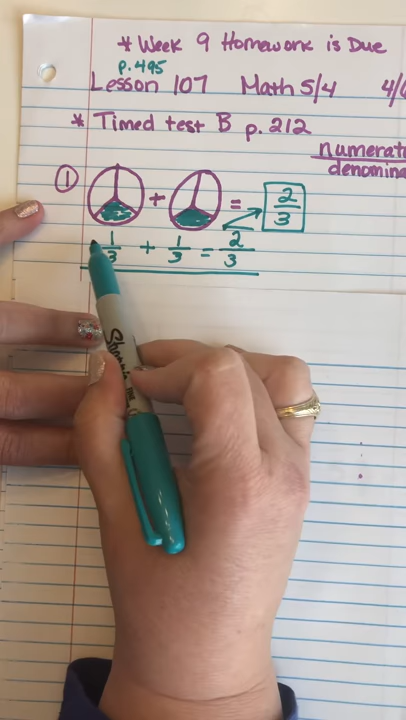 * Week 9 Homework is Due
p. 495
Lesson 107 Math 5/4 4/
* Timed test B p. 212
numerat
denomin
① + = 2/3
1/3 + 1/3 = 2/3
Sharpie